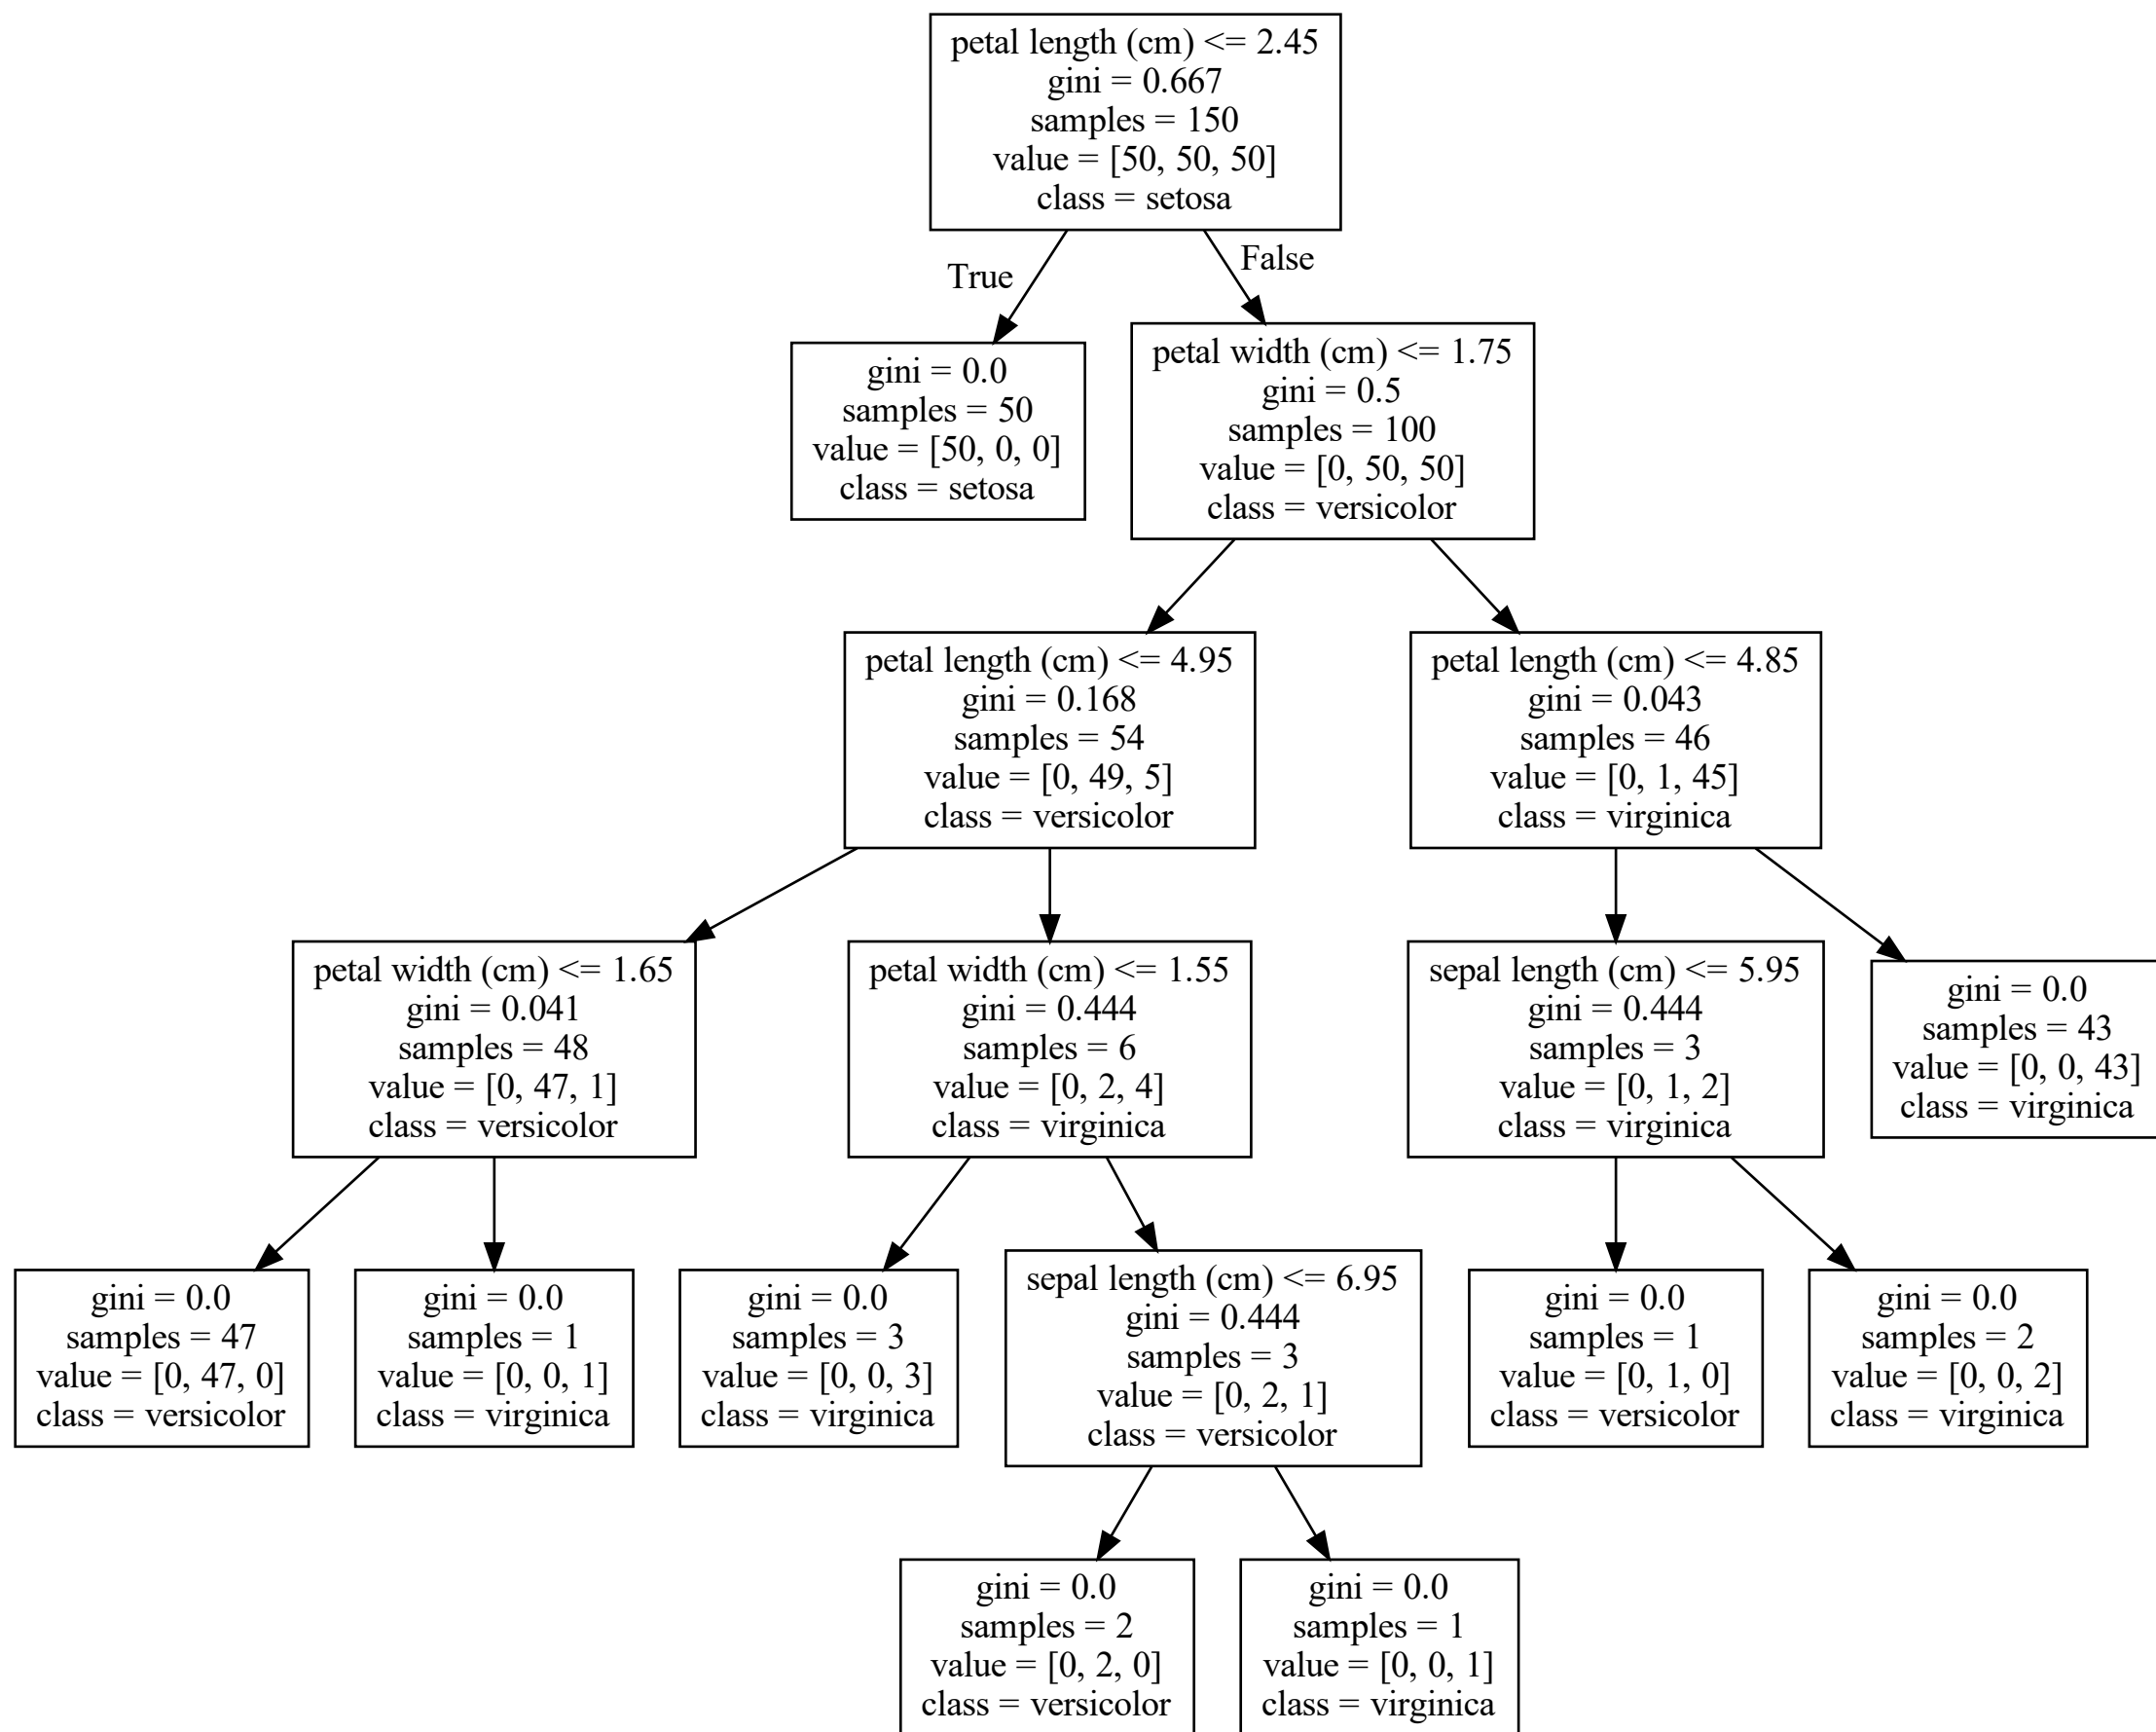 petal length (cm) <= 2.45
gini = 0.667
samples = 150
value = [50, 50, 50]
class = setosa
True
False
gini = 0.0
samples = 50
value = [50, 0, 0]
class = setosa
petal width (cm) <= 1.75
gini = 0.5
samples = 100
value = [0, 50, 50]
class = versicolor
petal length (cm) <= 4.95
gini = 0.168
samples = 54
value = [0, 49, 5]
class = versicolor
petal length (cm) <= 4.85
gini = 0.043
samples = 46
value = [0, 1, 45]
class = virginica
petal width (cm) <= 1.65
gini = 0.041
samples = 48
value = [0, 47, 1]
class = versicolor
petal width (cm) <= 1.55
gini = 0.444
samples = 6
value = [0, 2, 4]
class = virginica
sepal length (cm) <= 5.95
gini = 0.444
samples = 3
value = [0, 1, 2]
class = virginica
gini = 0.0
samples = 43
value = [0, 0, 43]
class = virginica
gini = 0.0
samples = 47
value = [0, 47, 0]
class = versicolor
gini = 0.0
samples = 1
value = [0, 0, 1]
class = virginica
gini = 0.0
samples = 3
value = [0, 0, 3]
class = virginica
sepal length (cm) <= 6.95
gini = 0.444
samples = 3
value = [0, 2, 1]
class = versicolor
gini = 0.0
samples = 1
value = [0, 1, 0]
class = versicolor
gini = 0.0
samples = 2
value = [0, 0, 2]
class = virginica
gini = 0.0
samples = 2
value = [0, 2, 0]
class = versicolor
gini = 0.0
samples = 1
value = [0, 0, 1]
class = virginica